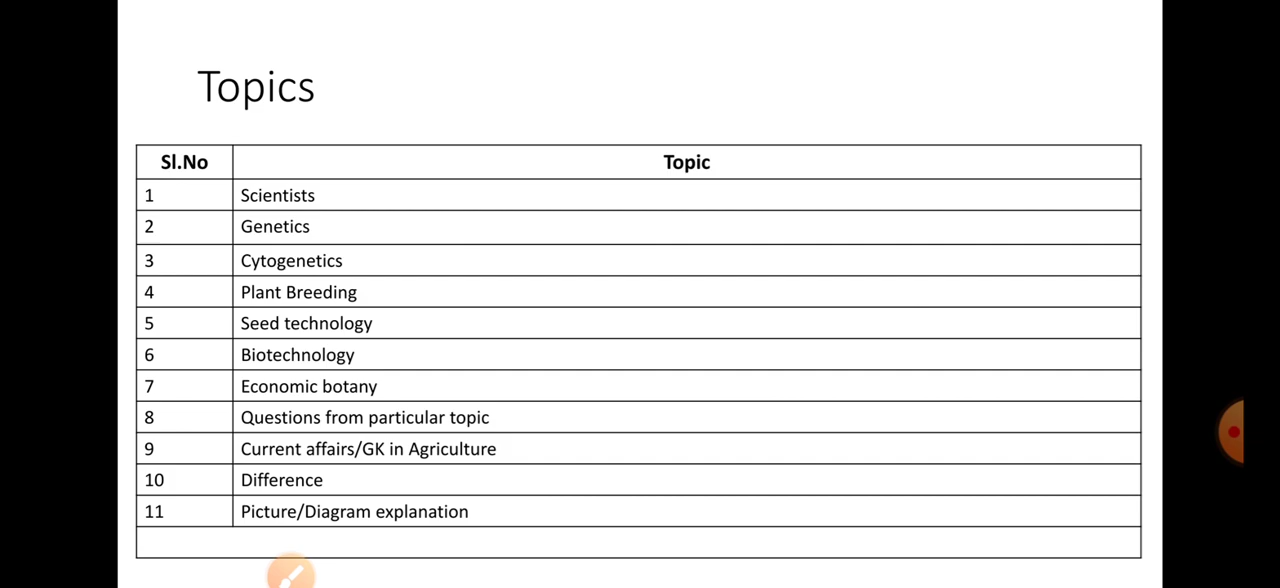 Topics
Sl.No Topic
1 Scientists
2 Genetics
3 Cytogenetics
4 Plant Breeding
5 Seed technology
6 Biotechnology
7 Economic botany
8 Questions from particular topic
9 Current affairs/GK in Agriculture
10 Difference
11 Picture/Diagram explanation